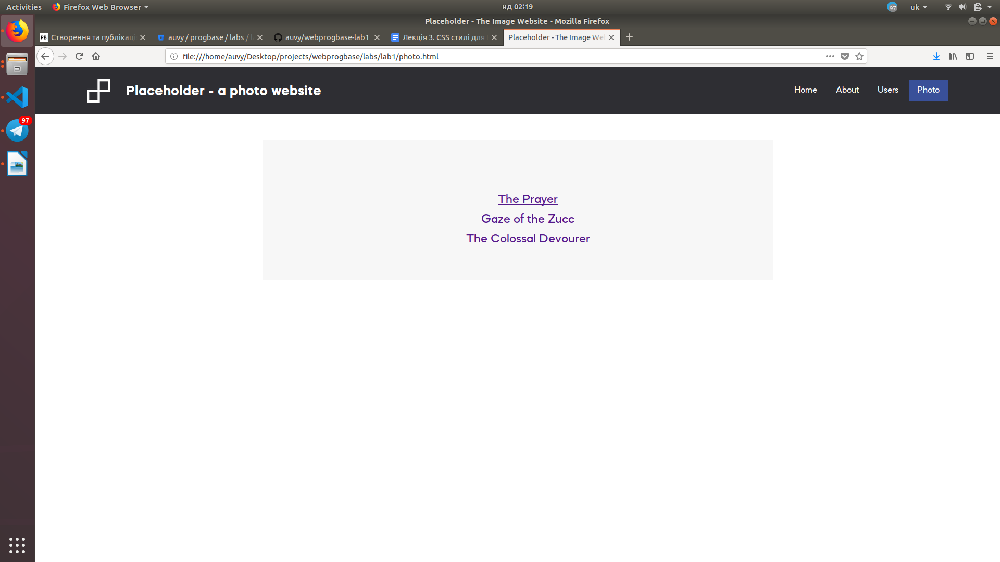 Activities Firefox Web Browser нд 02:19 97 uk
Placeholder - The Image Website - Mozilla Firefox
PB Створення та публікаці auvy / progbase / labs / l auvy/webprogbase-lab1 Лекція 3. CSS стилі для Placeholder - The Image We
file:///home/auvy/Desktop/projects/webprogbase/labs/lab1/photo.html
Placeholder - a photo website Home About Users Photo
97
The Prayer
Gaze of the Zucc
The Colossal Devourer